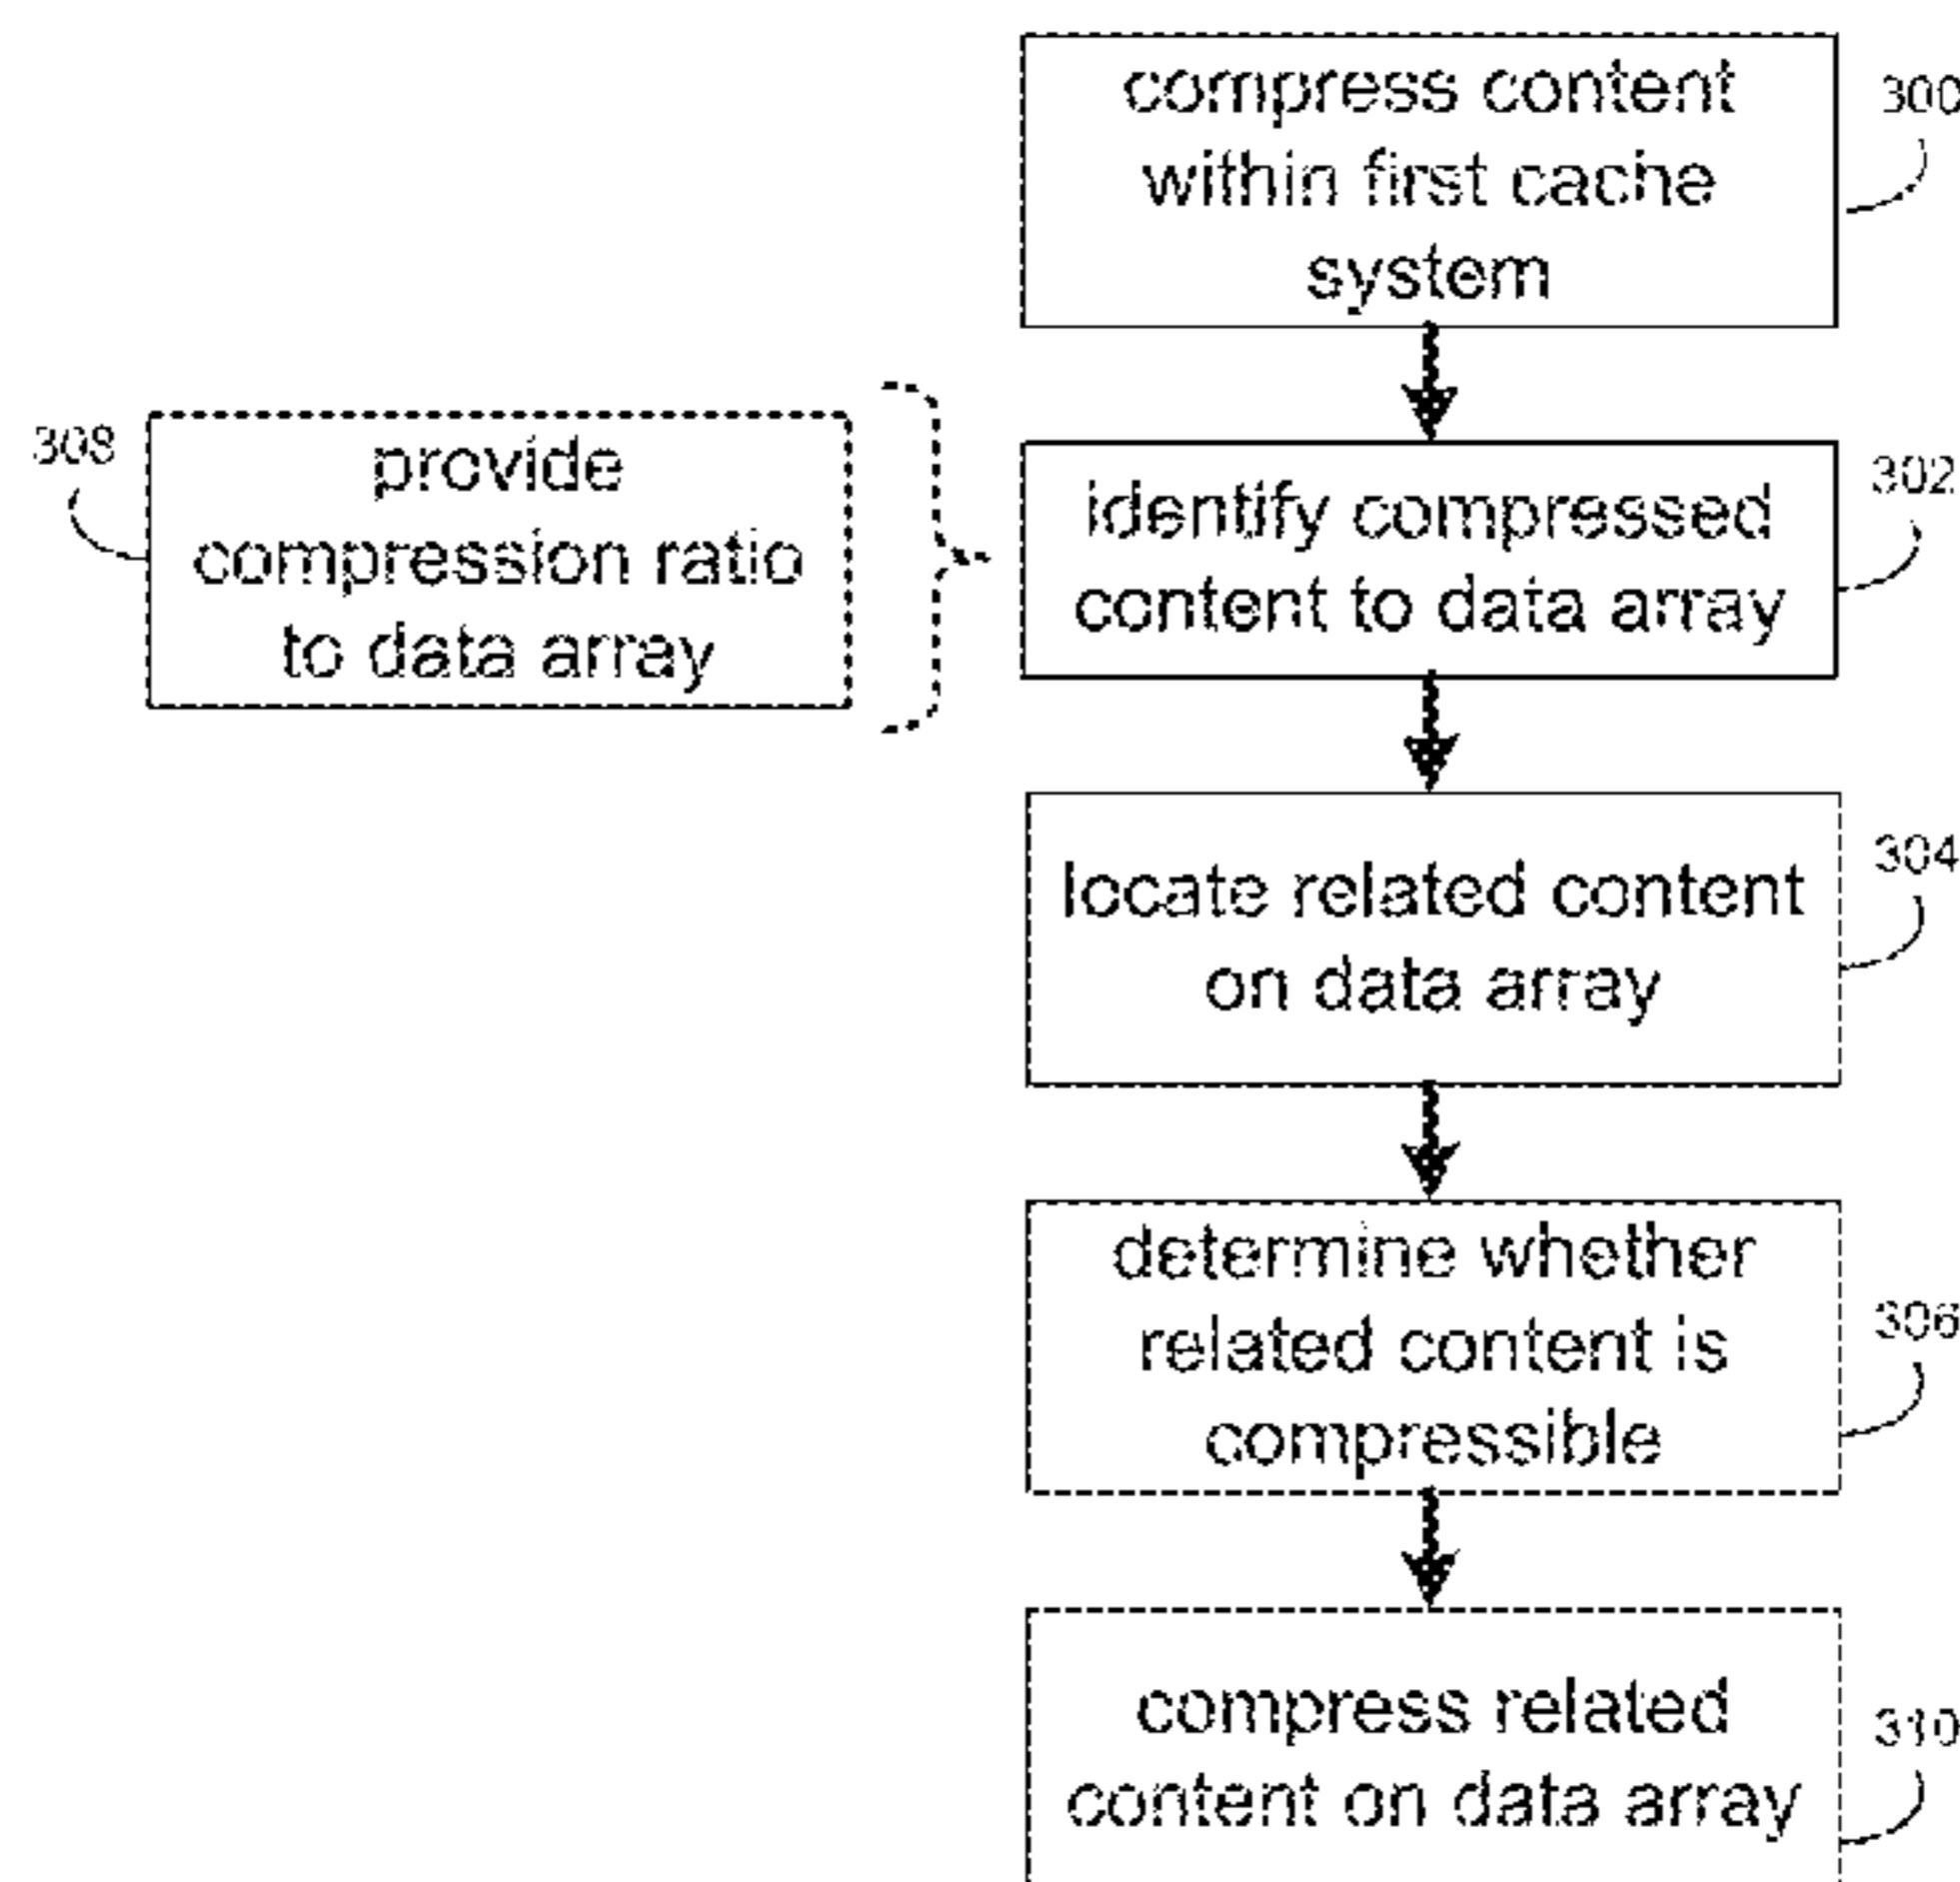 compress content
within first cache
system
300
308
provide
compression ratio
to data array
identify compressed
content to data array
302
locate related content
on data array
304
determine whether
related content is
compressible
306
compress related
content on data array
310